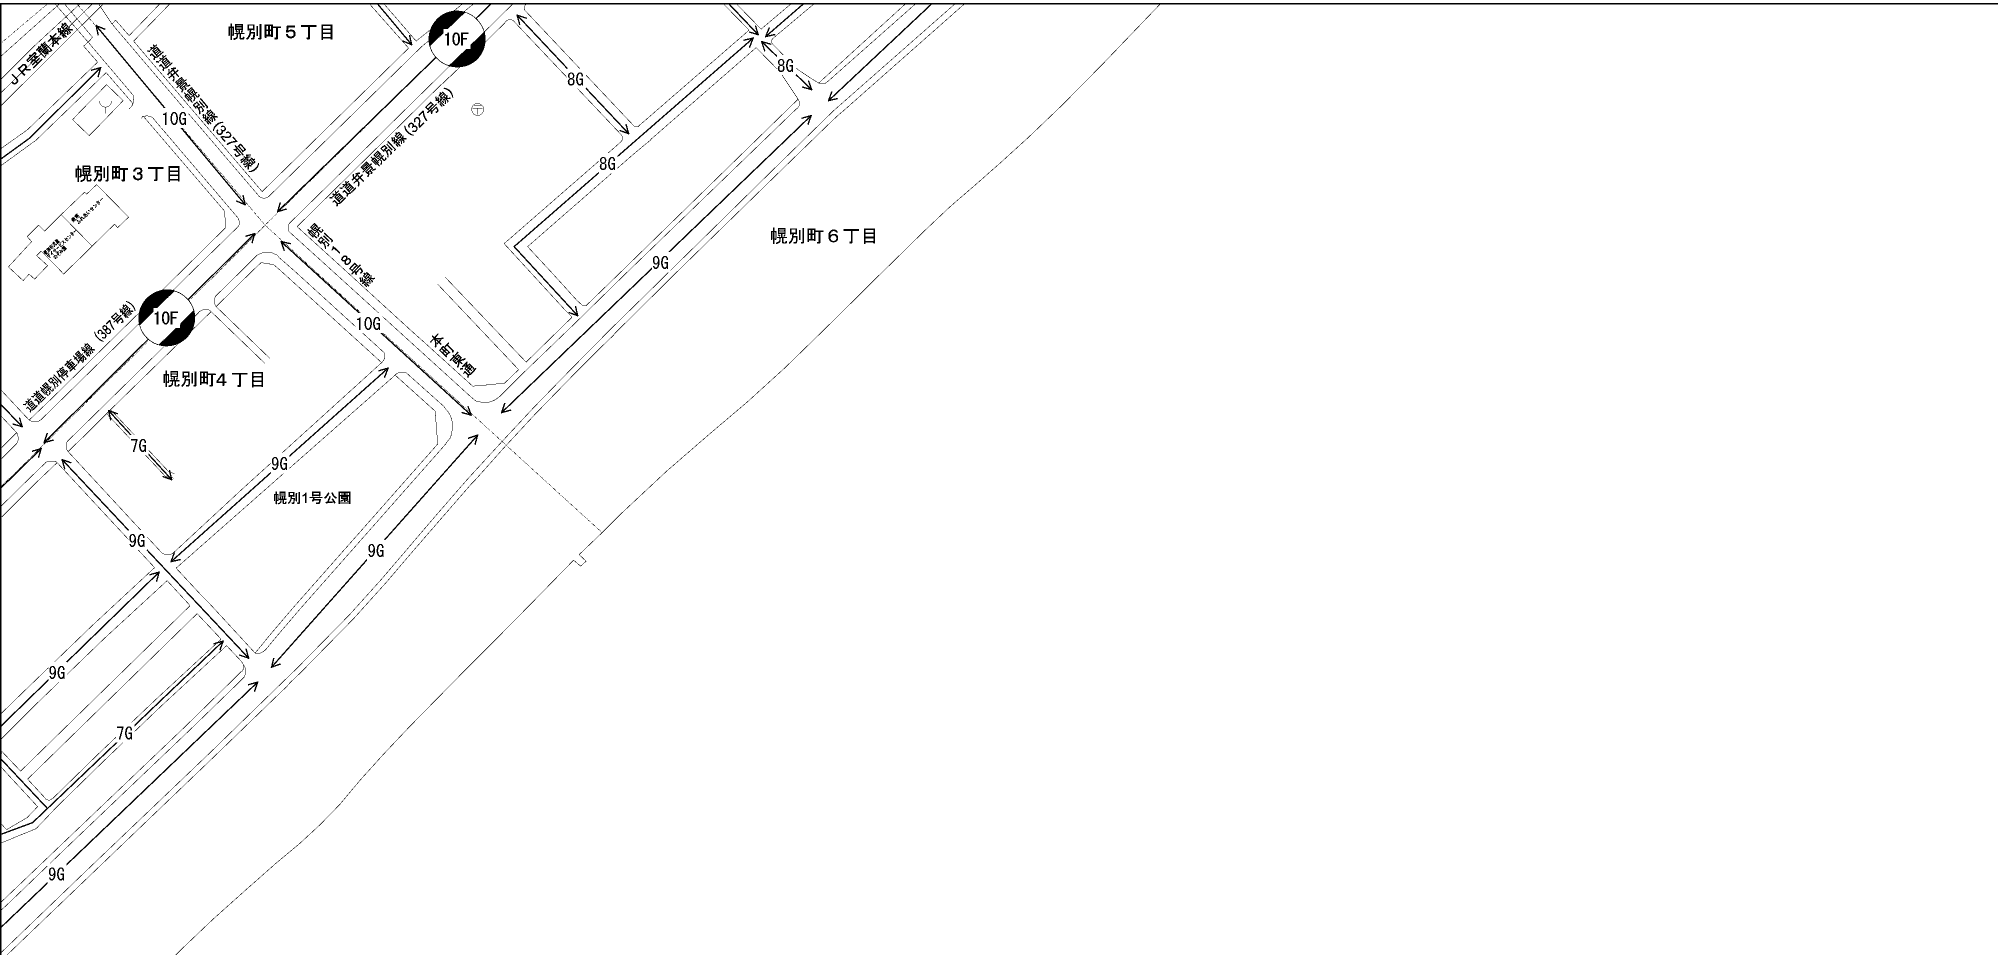 幌別町５丁目
10F
JR室蘭本線
道道弁景幌別線(327号線)
8G
8G
10G
道道弁景幌別線(327号線)
8G
幌別町３丁目
幌別町６丁目
幌別１８号線
9G
10F
10G
道道幌別停車場線 (387号線)
本町東通
幌別町4丁目
7G
9G
幌別1号公園
9G
9G
9G
7G
9G